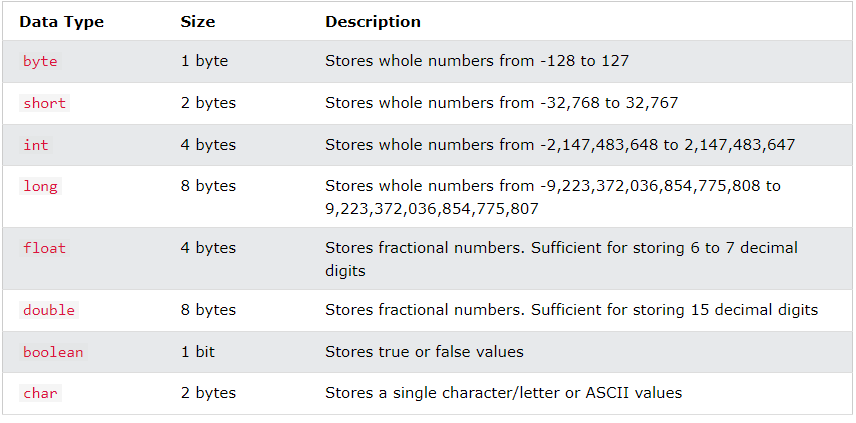 Data Type Size Description
byte 1 byte Stores whole numbers from -128 to 127
short 2 bytes Stores whole numbers from -32,768 to 32,767
int 4 bytes Stores whole numbers from -2,147,483,648 to 2,147,483,647
long 8 bytes Stores whole numbers from -9,223,372,036,854,775,808 to
9,223,372,036,854,775,807
float 4 bytes Stores fractional numbers. Sufficient for storing 6 to 7 decimal
digits
double 8 bytes Stores fractional numbers. Sufficient for storing 15 decimal digits
boolean 1 bit Stores true or false values
char 2 bytes Stores a single character/letter or ASCII values